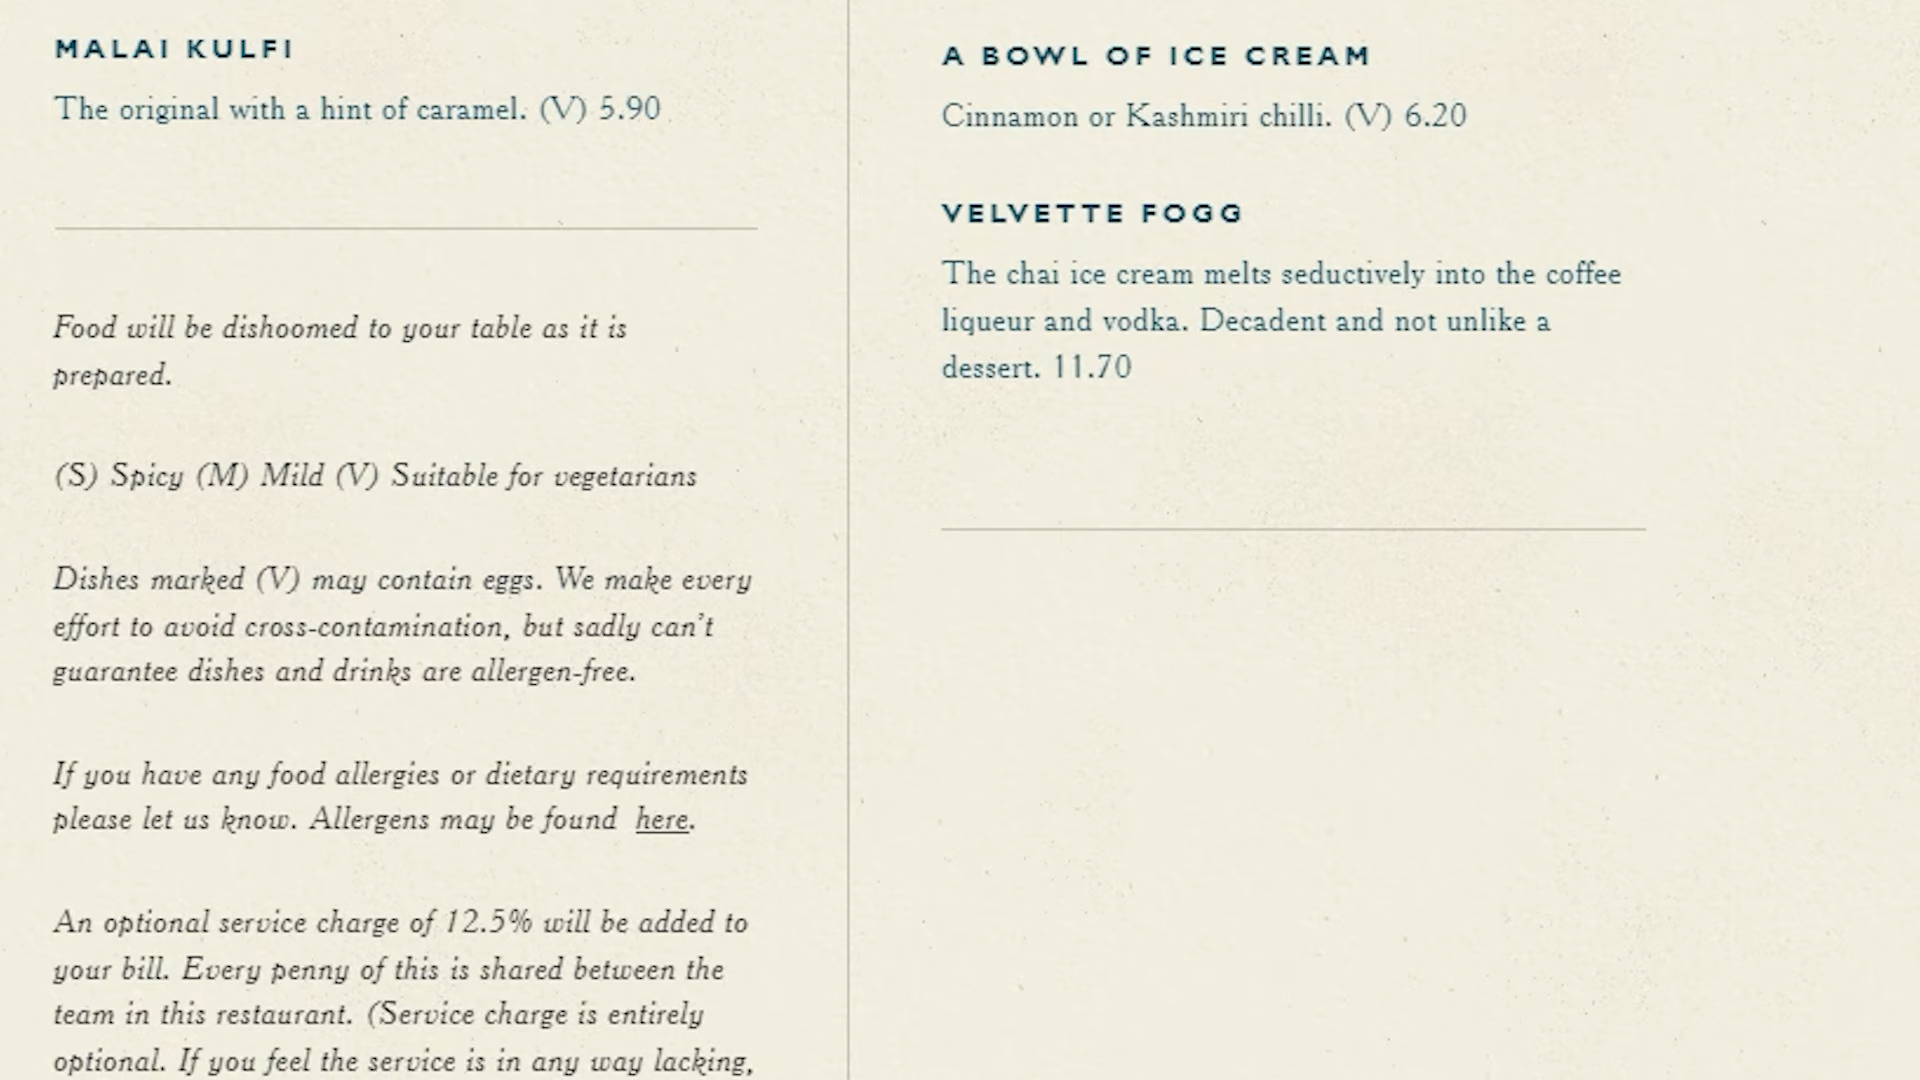 MALAI KULFI
The original with a hint of caramel. (V) 5.90
Food will be dishoomed to your table as it is
prepared.
(S) Spicy (M) Mild (V) Suitable for vegetarians
Dishes marked (V) may contain eggs. We make every
effort to avoid cross-contamination, but sadly can't
guarantee dishes and drinks are allergen-free.
If you have any food allergies or dietary requirements
please let us know. Allergens may be found here.
An optional service charge of 12.5% will be added to
your bill. Every penny of this is shared between the
team in this restaurant. (Service charge is entirely
optional. If you feel the service is in any way lacking,
A BOWL OF ICE CREAM
Cinnamon or Kashmiri chilli. (V) 6.20
VELVETTE FOGG
The chai ice cream melts seductively into the coffee
liqueur and vodka. Decadent and not unlike a
dessert. 11.70